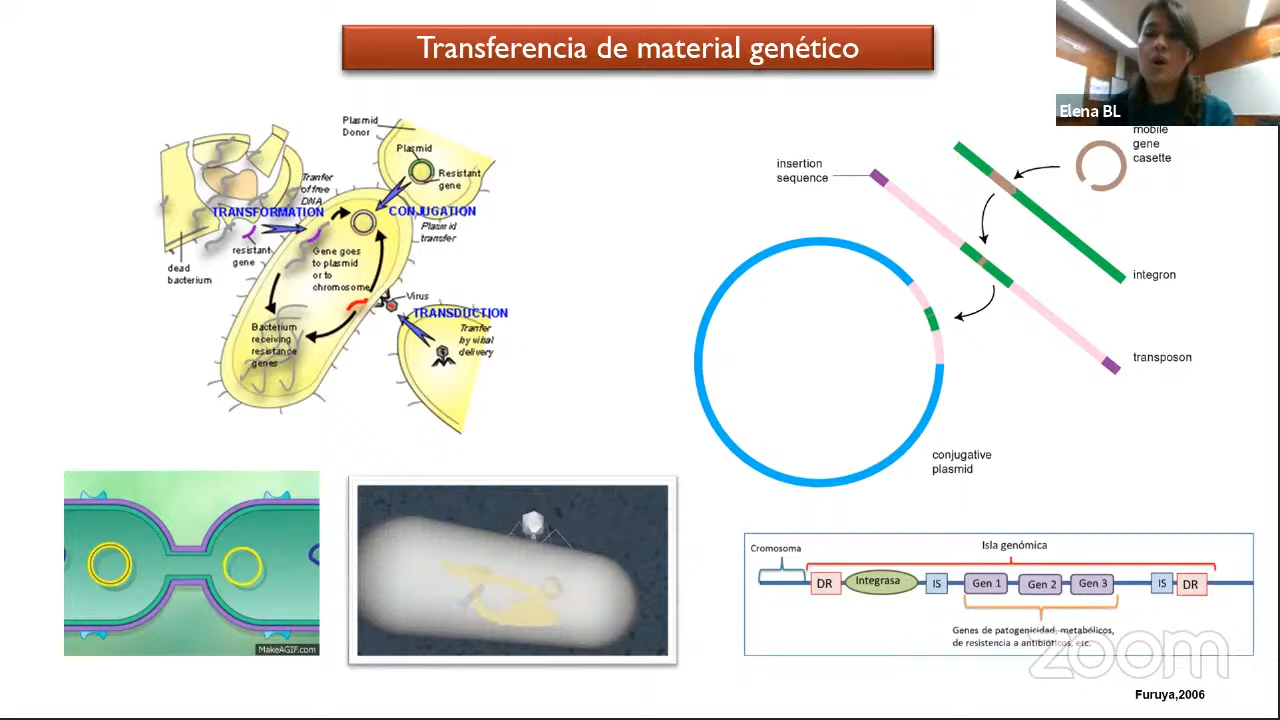 Transferencia de material genético
Elena BL
Plasmid
Donor
Plasmid
Resistant
gene
Tranfer
of free
DNA
TRANSFORMATION
CONJUGATION
Plasmid
transfer
resistant
gene
Gene goes
to plasmid
or to
chromosome
dead
bacterium
Virus
TRANSDUCTION
Tranfer
by vibal
delivery
Bacterium
receiving
resistance
genes
insertion
sequence
mobile
gene
casette
integron
transposon
conjugative
plasmid
MakeAGIF.com
Isla genómica
Cromosoma
DR
Integrasa
IS
Gen 1
Gen 2
Gen 3
IS
DR
Genes de patogenicidad, metabólicos,
de resistencia a antibióticos, etc.
zoom
Furuya,2006